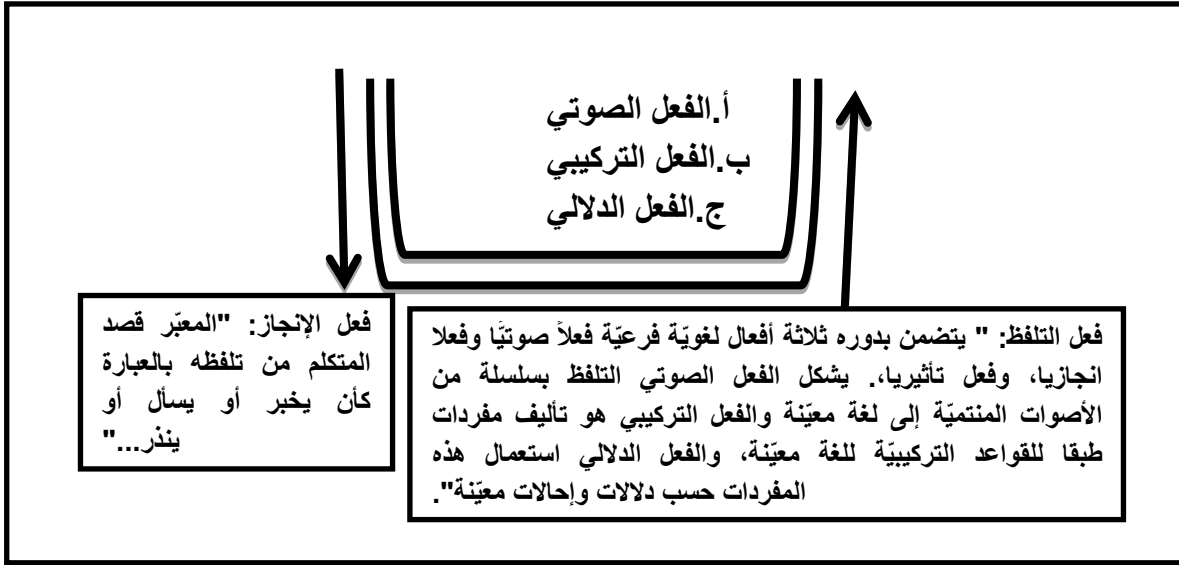 أ.الفعل الصوتي
ب.الفعل التركيبي
ج.الفعل الدلالي
فعل التلفظ: " يتضمن بدوره ثلاثة أفعال لغويّة فرعيّة فعلاً صوتيًّا وفعلا
انجازيا، وفعل تأثيريا،. يشكل الفعل الصوتي التلفظ بسلسلة من
الأصوات المنتميّة إلى لغة معيّنة والفعل التركيبي هو تأليف مفردات
طبقا للقواعد التركيبيّة للغة معيّنة، والفعل الدلالي استعمال هذه
المفردات حسب دلالات وإحالات معيّنة".
فعل الإنجاز: "المعبّر قصد
المتكلم من تلفظه بالعبارة
كأن يخبر أو يسأل أو
ينذر..."